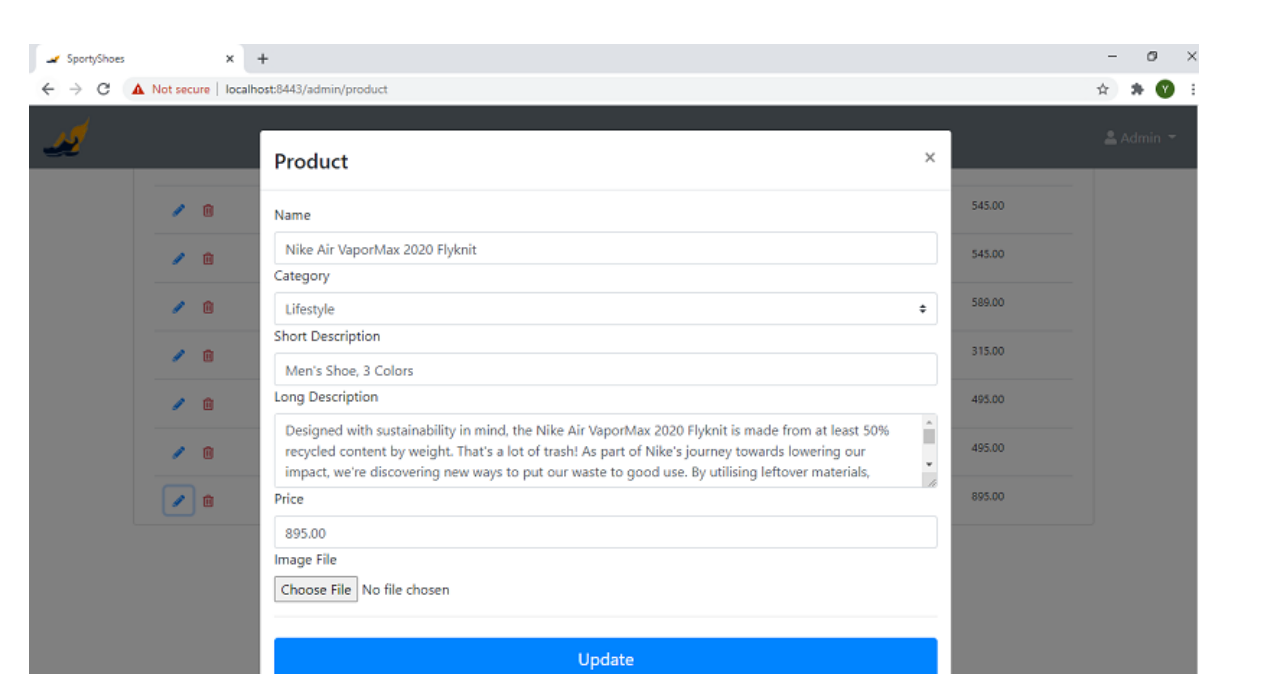 SportyShoes
Not secure | localhost:8443/admin/product
Admin
Product
Name
Nike Air VaporMax 2020 Flyknit
Category
Lifestyle
Short Description
Men's Shoe, 3 Colors
Long Description
Designed with sustainability in mind, the Nike Air VaporMax 2020 Flyknit is made from at least 50%
recycled content by weight. That's a lot of trash! As part of Nike's journey towards lowering our
impact, we're discovering new ways to put our waste to good use. By utilising leftover materials,
Price
895.00
Image File
Choose File No file chosen
Update
545.00
545.00
589.00
315.00
495.00
495.00
895.00
Y